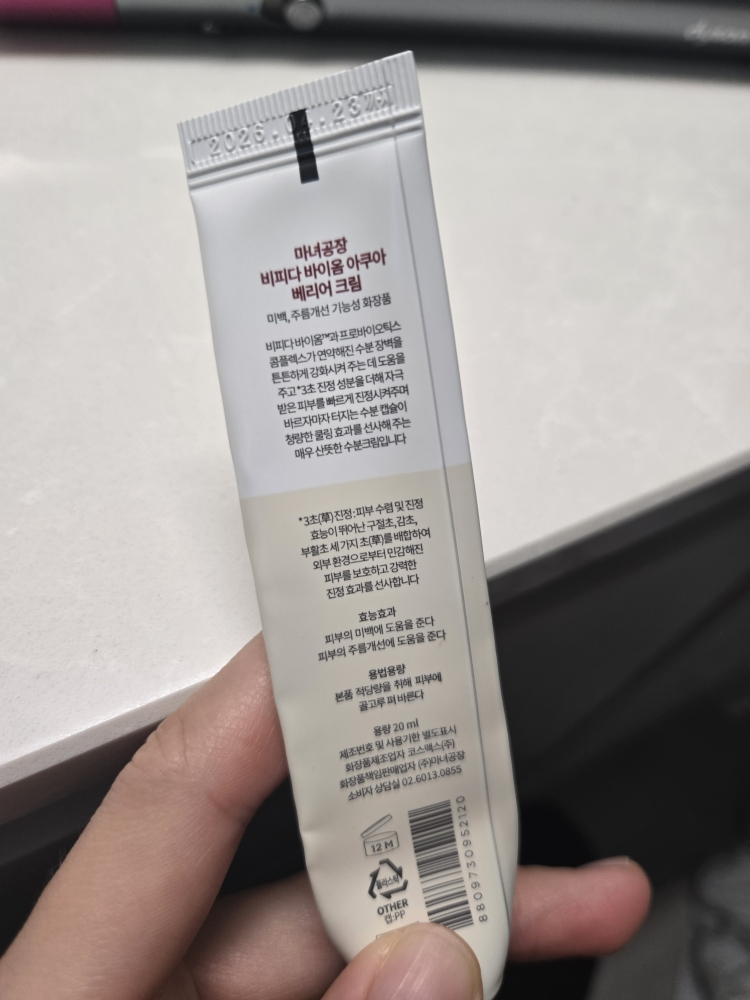 2026.04.23까지
마녀공장
비피다 바이옴 아쿠아
베리어 크림
미백,주름개선 기능성 화장품
비피다 바이옴™과 프로바이오틱스
콤플렉스가 연약해진 수분 장벽을
튼튼하게 강화시켜 주는 데 도움을
주고 *3초 진정 성분을 더해 자극
받은 피부를 빠르게 진정시켜주며
바르자마자 터지는 수분 캡슐이
청량한 쿨링 효과를 선사해 주는
매우 산뜻한 수분크림입니다
*3초(草)진정:피부 수렴 및 진정
효능이 뛰어난 구절초,감초,
부활초 세 가지 초(草)를 배합하여
외부 환경으로부터 민감해진
피부를 보호하고 강력한
진정 효과를 선사합니다
효능효과
피부의 미백에 도움을 준다
피부의 주름개선에 도움을 준다
용법용량
본품 적당량을 취해 피부에
골고루 펴 바른다
용량 20 ml
제조번호 및 사용기한 별도표시
화장품제조업자 코스맥스(주)
화장품책임판매업자 (주)마녀공장
소비자 상담실 02.6013.0855
12 M
플라스틱
OTHER
캡:PP
8809730952120